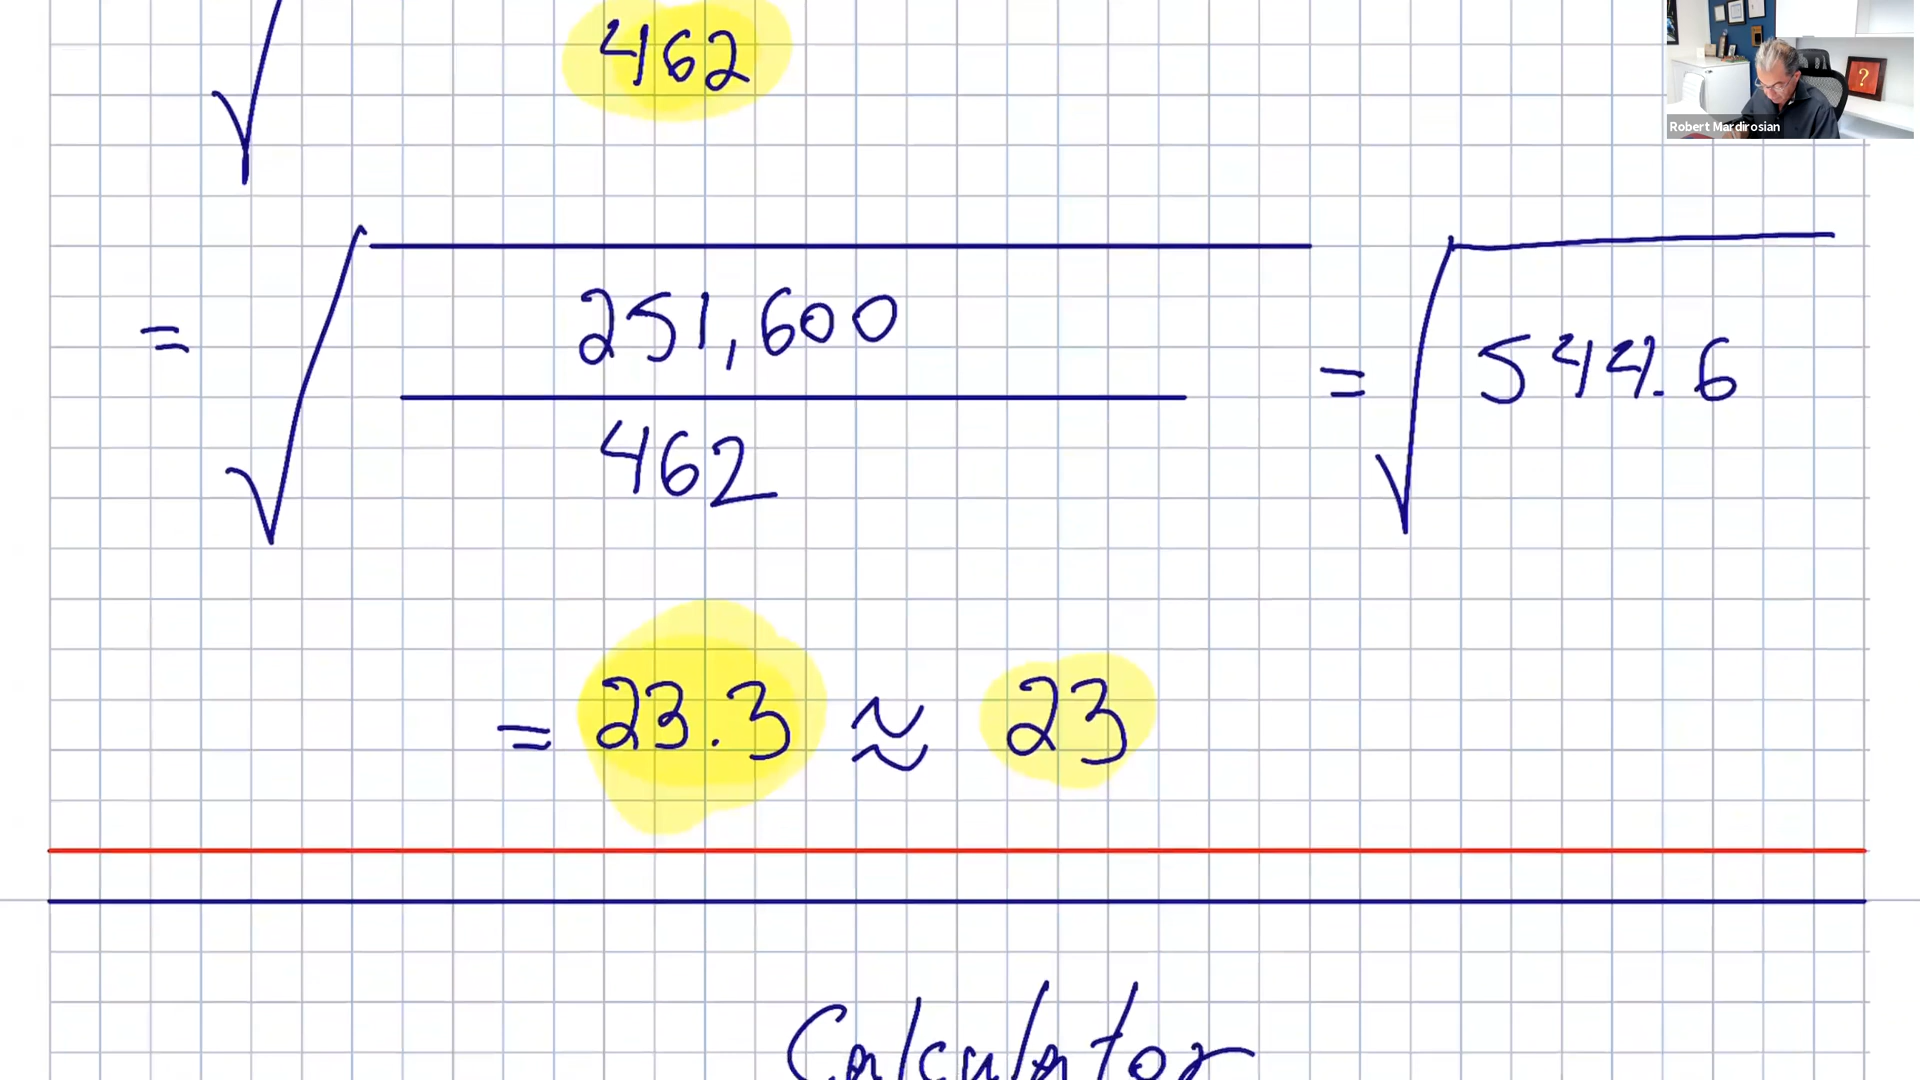 462
Robert Mardirosian
= √ 251,600
462
= √ 544.6
= 23.3 ≈ 23
Calculator